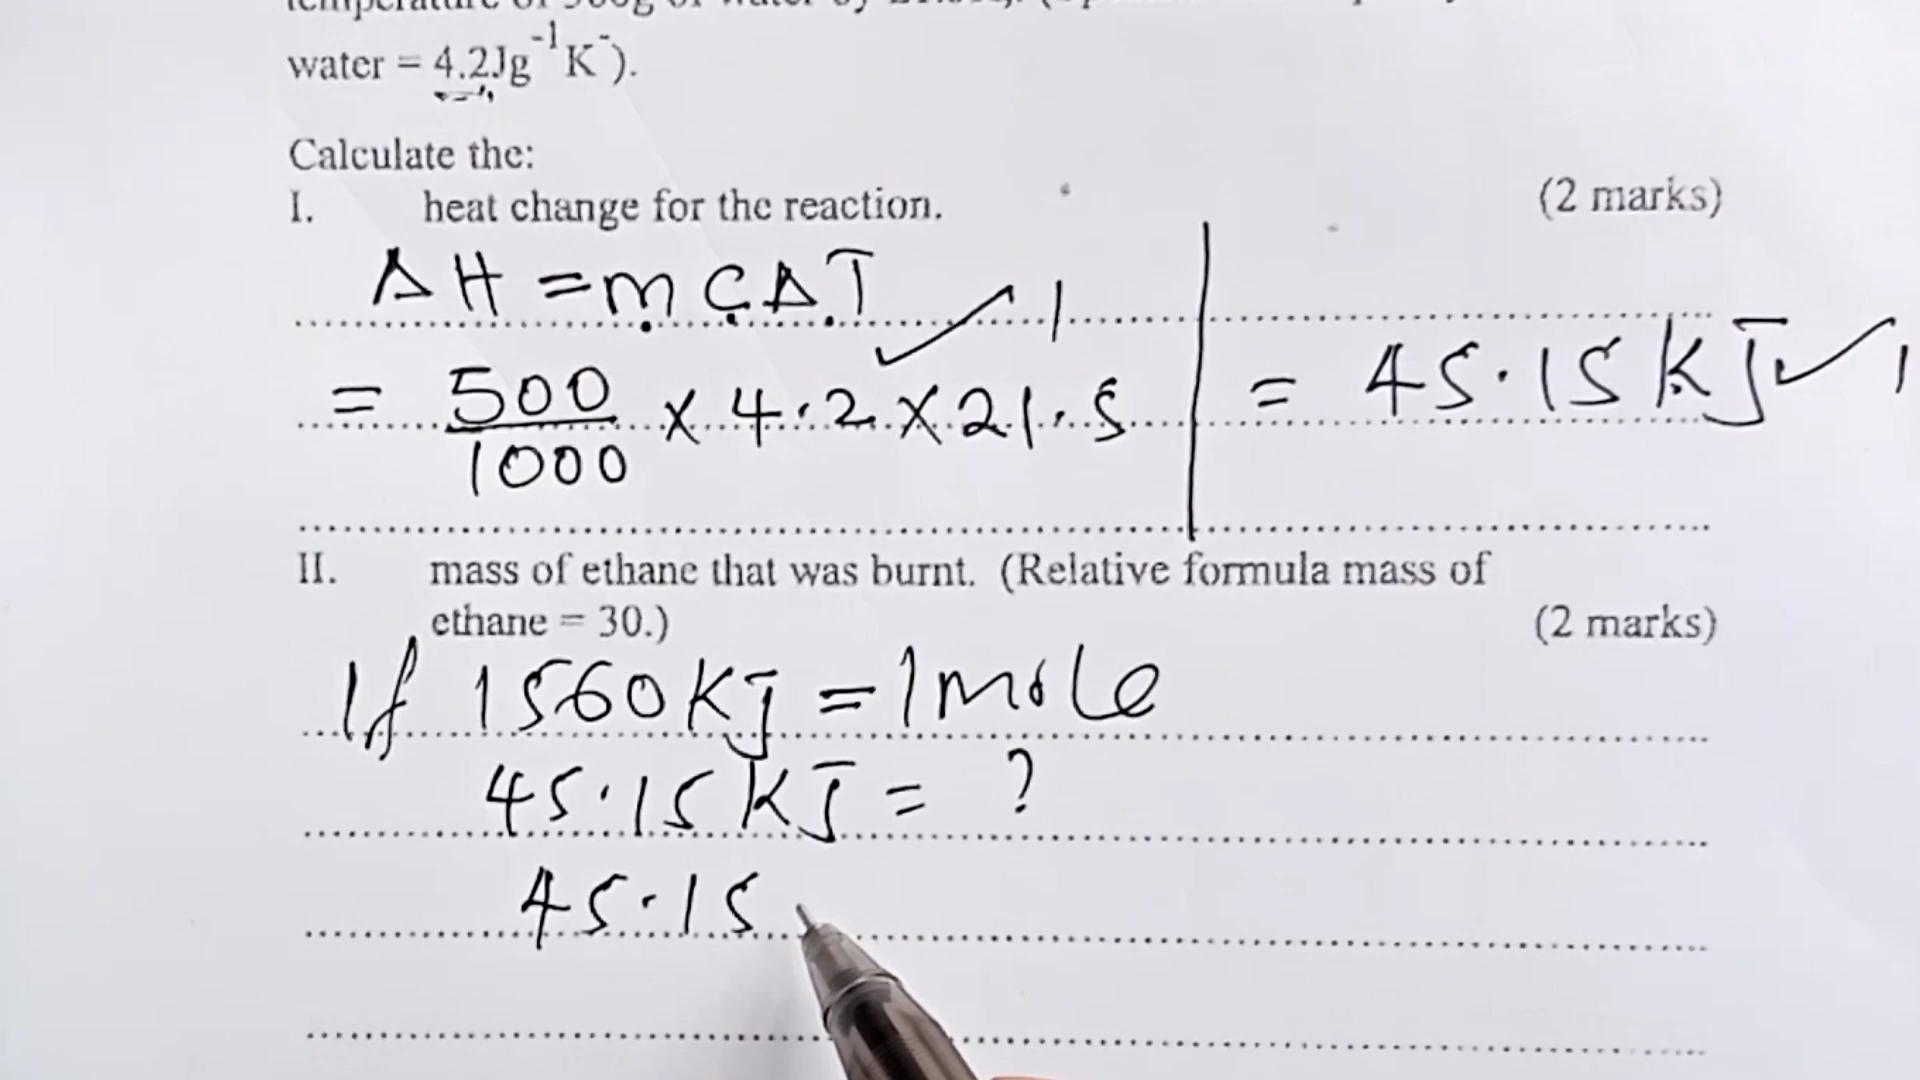 water = 4.2Jg⁻¹K⁻).
Calculate the:
I. heat change for the reaction. (2 marks)
ΔH = mCΔT ✓ 1
= 500/1000 × 4.2 × 21.5
= 45.15 KJ ✓ 1
II. mass of ethane that was burnt. (Relative formula mass of
ethane = 30.) (2 marks)
If 1560KJ = 1 mole
45.15 KJ = ?
45.15